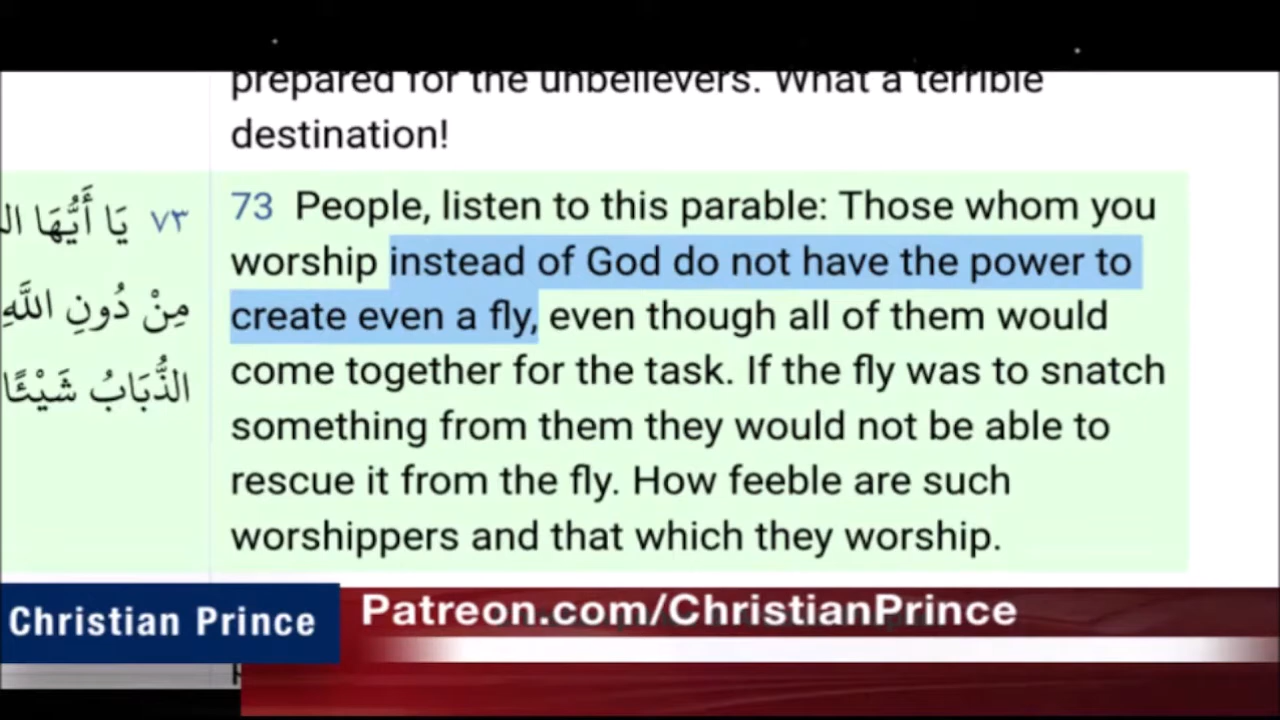 prepared for the unbelievers. What a terrible
destination!
٧٣ يَا أَيُّهَا
73 People, listen to this parable: Those whom you
worship instead of God do not have the power to
create even a fly, even though all of them would
مِنْ دُونِ اللَّهِ
come together for the task. If the fly was to snatch
الذُّبَابُ شَيْئًا
something from them they would not be able to
rescue it from the fly. How feeble are such
worshippers and that which they worship.
Christian Prince
Patreon.com/ChristianPrince